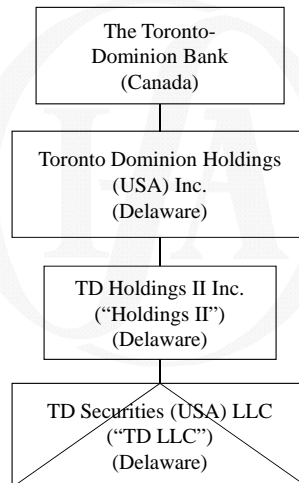 The Toronto-
Dominion Bank
(Canada)
Toronto Dominion Holdings
(USA) Inc.
(Delaware)
TD Holdings II Inc.
(“Holdings II”)
(Delaware)
TD Securities (USA) LLC
(“TD LLC”)
(Delaware)